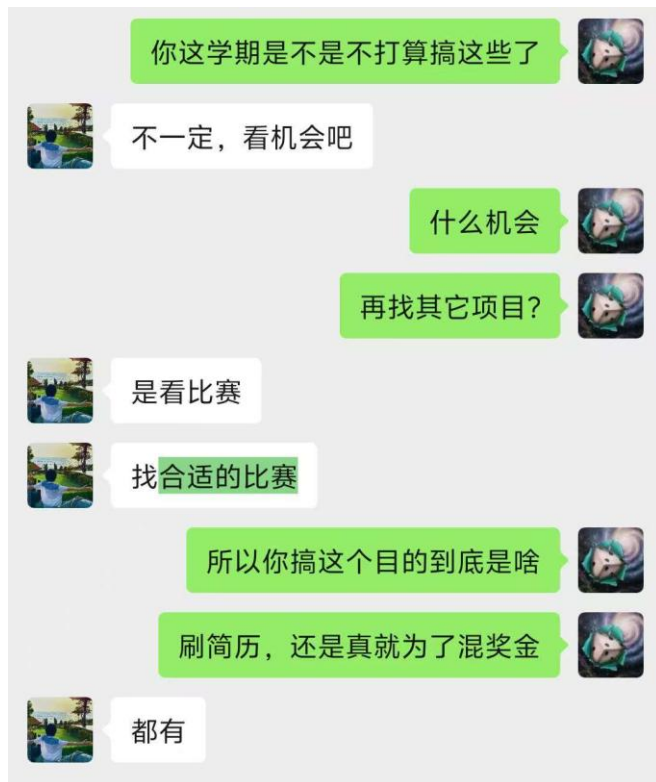 你这学期是不是不打算搞这些了
不一定，看机会吧
什么机会
再找其它项目？
是看比赛
找合适的比赛
所以你搞这个目的到底是啥
刷简历，还是真就为了混奖金
都有